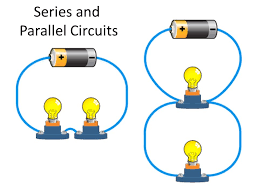 Series and
Parallel Circuits
+
-
+
-